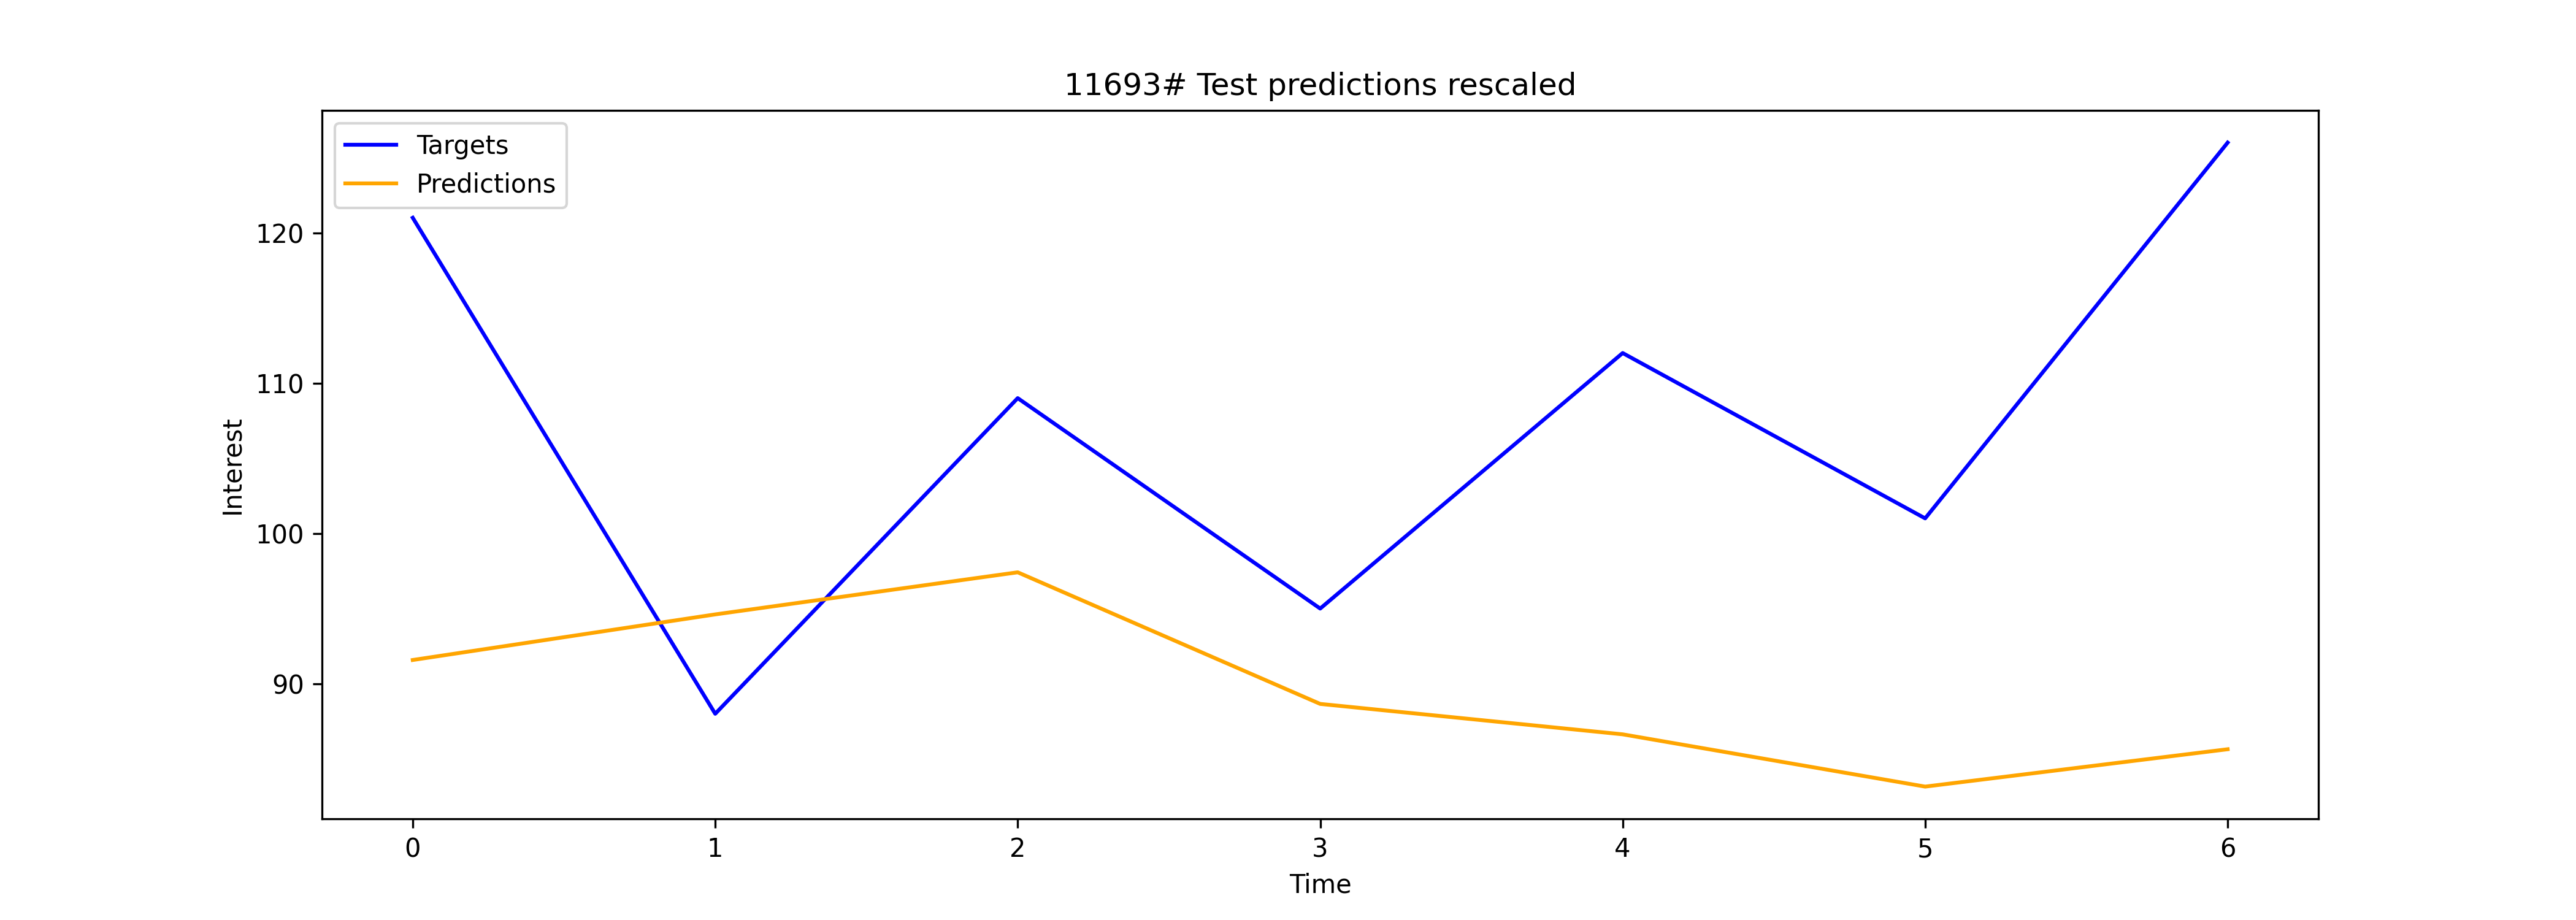 11693# Test predictions rescaled
Targets
Predictions
120
110
100
90
Interest
0 1 2 3 4 5 6
Time